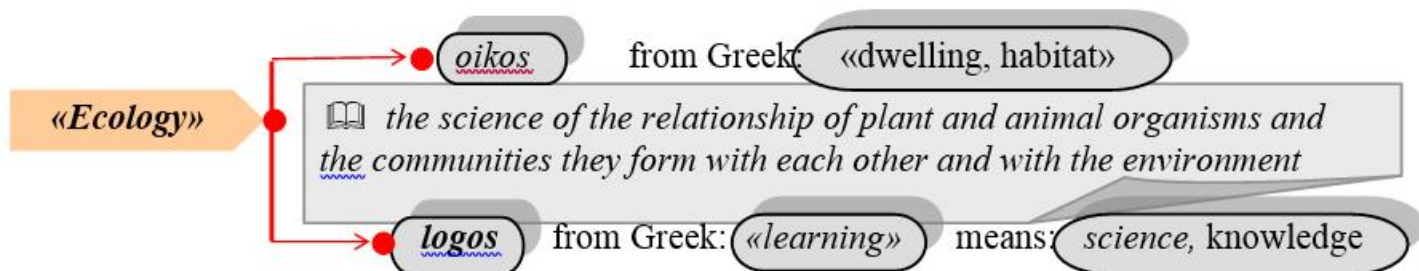 oikos from Greek: «dwelling, habitat»
«Ecology»
the science of the relationship of plant and animal organisms and
the communities they form with each other and with the environment
logos from Greek: «learning» means: science, knowledge